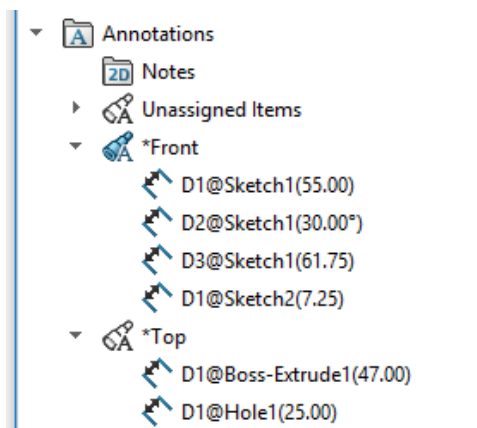 Annotations
Notes
Unassigned Items
*Front
D1@Sketch1(55.00)
D2@Sketch1(30.00°)
D3@Sketch1(61.75)
D1@Sketch2(7.25)
*Top
D1@Boss-Extrude1(47.00)
D1@Hole1(25.00)